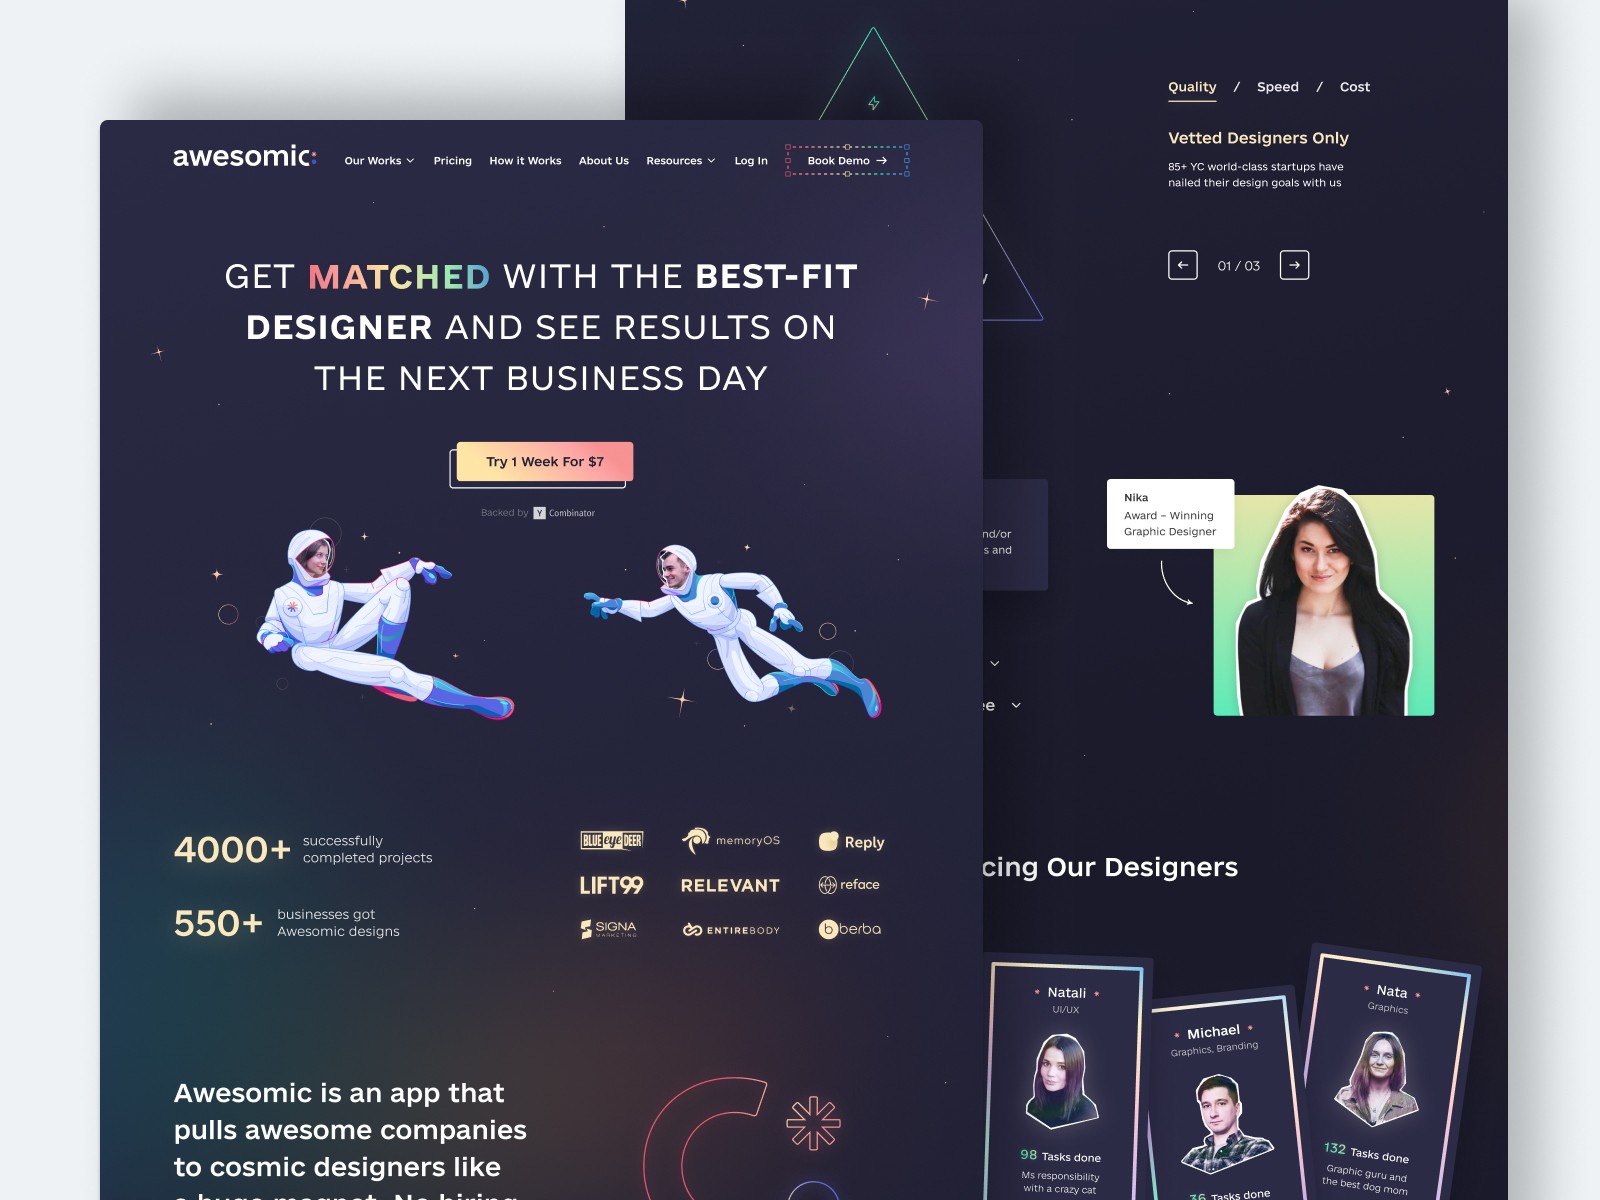 awesomic
Our Works
Pricing
How it Works
About Us
Resources
Log In
Book Demo →
GET MATCHED WITH THE BEST-FIT
DESIGNER AND SEE RESULTS ON
THE NEXT BUSINESS DAY
Try 1 Week For $7
Backed by Y Combinator
4000+ successfully
completed projects
550+ businesses got
Awesomic designs
BLUE eye DEER
memoryOS
Reply
LIFT99
RELEVANT
reface
SIGNA
MARKETING
ENTIREBODY
b berba
Awesomic is an app that
pulls awesome companies
to cosmic designers like
a huge magnet. No hiring
Quality / Speed / Cost
Vetted Designers Only
85+ YC world-class startups have
nailed their design goals with us
← 01 / 03 →
y
nd/or
s and
ee
Nika
Award – Winning
Graphic Designer
cing Our Designers
* Natali *
UI/UX
98 Tasks done
Ms responsibility
with a crazy cat
* Michael *
Graphics, Branding
36 Tasks done
* Nata *
Graphics
132 Tasks done
Graphic guru and
the best dog mom